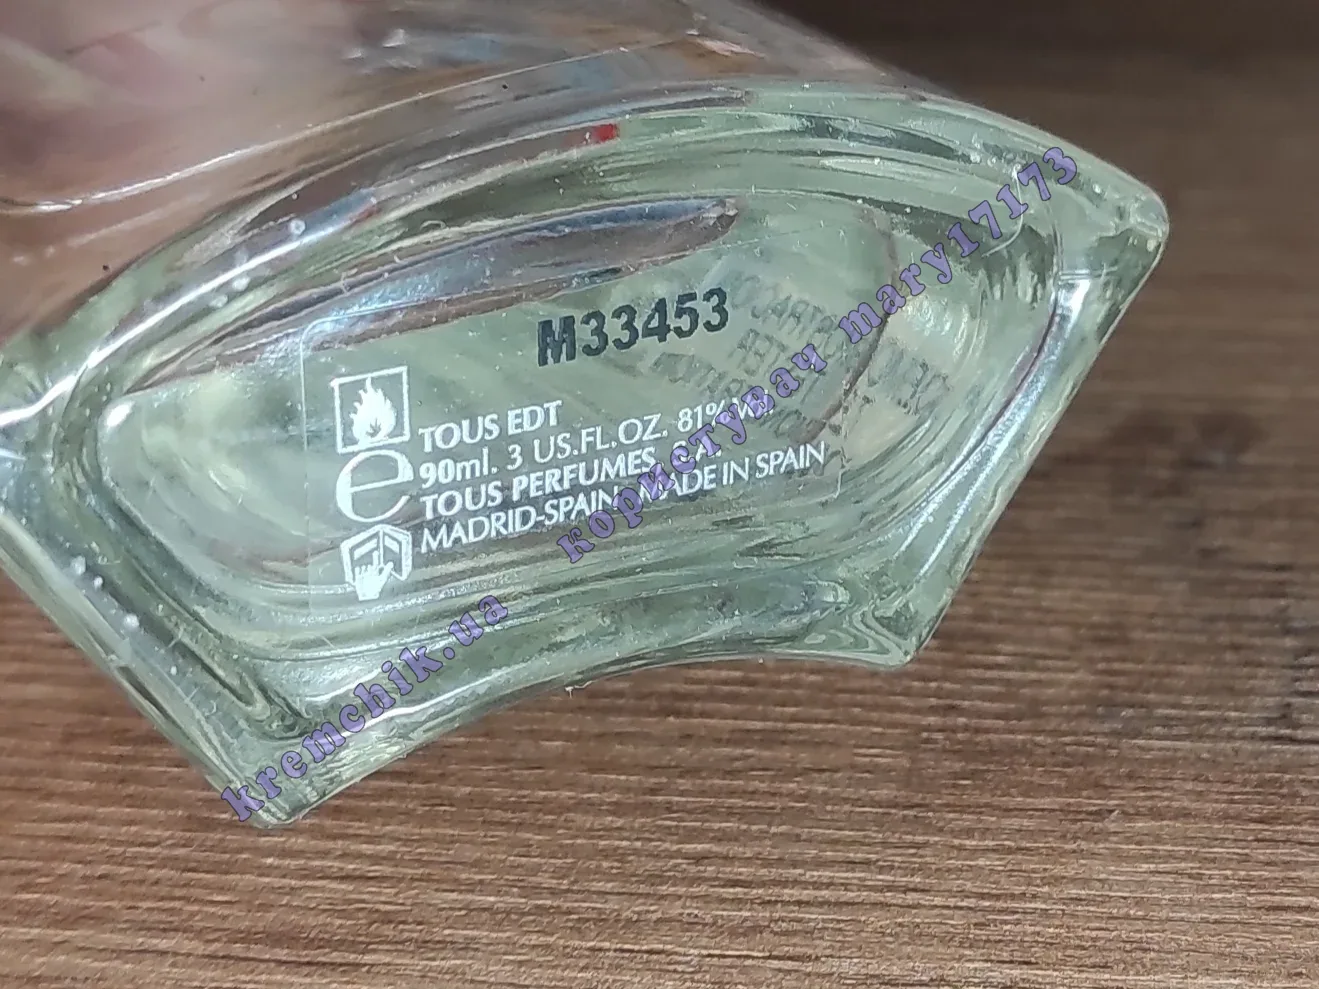 M33453
TOUS EDT
90ml. 3 US.FL.OZ. 81%
TOUS PERFUMES, S.A.
MADRID-SPAIN MADE IN SPAIN
kremchik.ua користувач mary17173